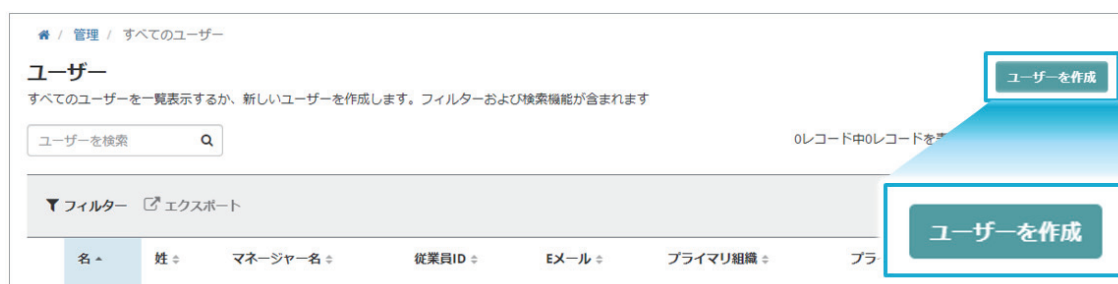 / 管理 / すべてのユーザー
ユーザー
ユーザーを作成
すべてのユーザーを一覧表示するか、新しいユーザーを作成します。フィルターおよび検索機能が含まれます
ユーザーを検索
0レコード中0レコードを
フィルター エクスポート
ユーザーを作成
名 姓 マネージャー名 従業員ID Eメール プライマリ組織 プラ